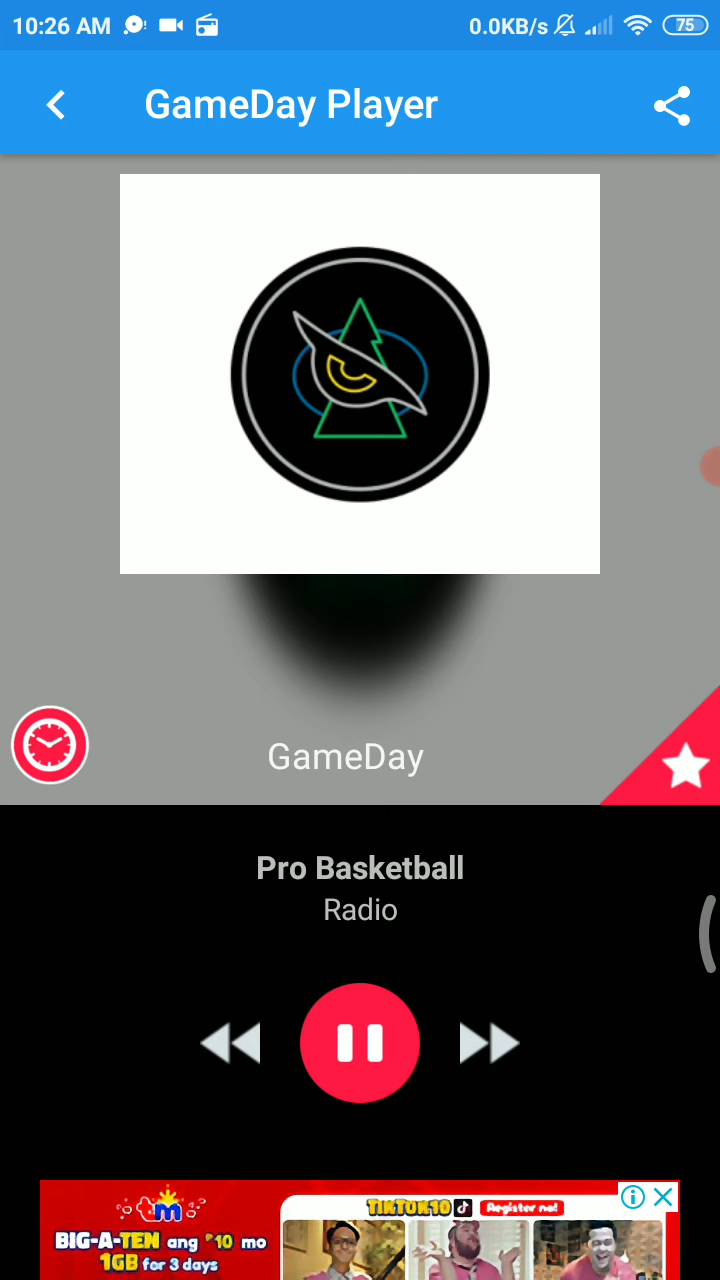 10:26 AM
0.0KB/s
75
GameDay Player
GameDay
Pro Basketball
Radio
tm
BIG-A-TEN ang ₱10 mo
1GB for 3 days
TIKTOK10
Register na!